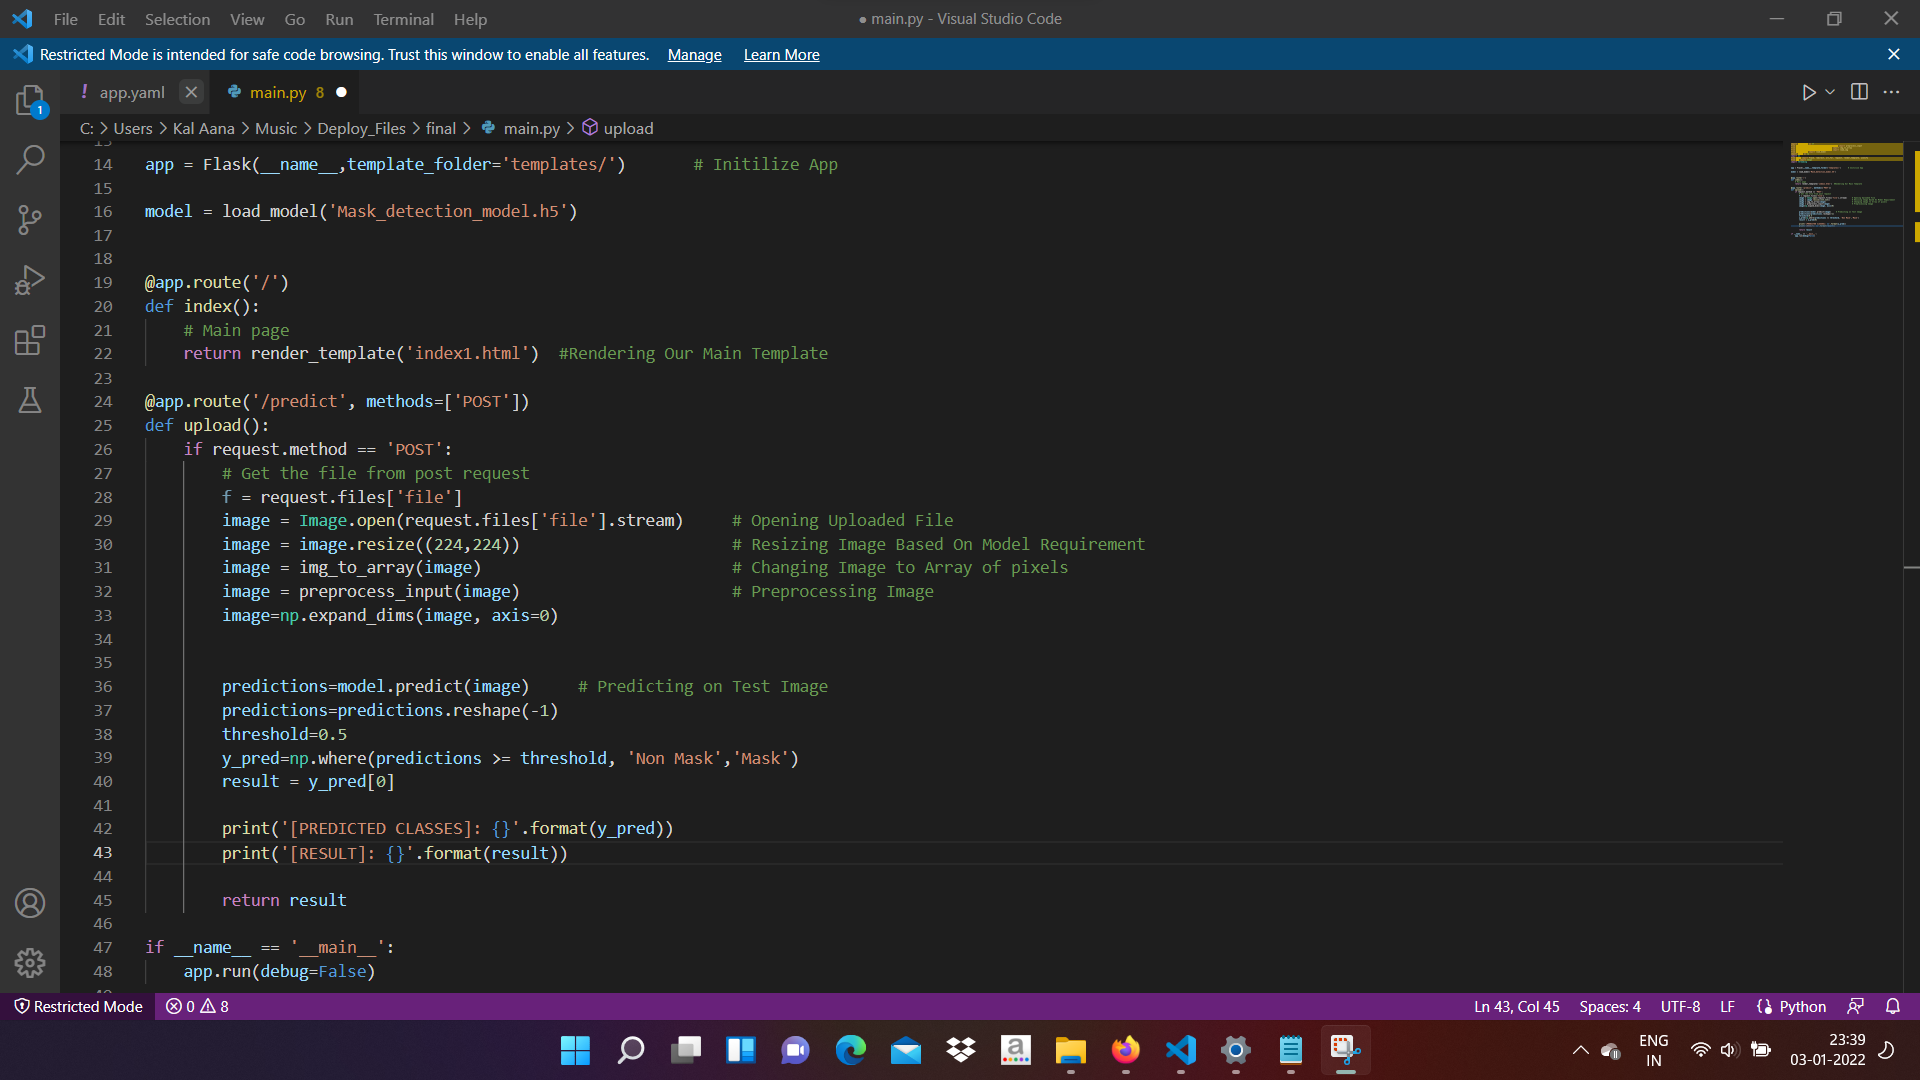 File Edit Selection View Go Run Terminal Help
● main.py - Visual Studio Code
Restricted Mode is intended for safe code browsing. Trust this window to enable all features. Manage Learn More
1
! app.yaml
main.py 8
C: > Users > Kal Aana > Music > Deploy_Files > final > main.py > upload
14 app = Flask(__name__,template_folder='templates/') # Initilize App
15
16 model = load_model('Mask_detection_model.h5')
17
18
19 @app.route('/')
20 def index():
21 # Main page
22 return render_template('index1.html') #Rendering Our Main Template
23
24 @app.route('/predict', methods=['POST'])
25 def upload():
26 if request.method == 'POST':
27 # Get the file from post request
28 f = request.files['file']
29 image = Image.open(request.files['file'].stream) # Opening Uploaded File
30 image = image.resize((224,224)) # Resizing Image Based On Model Requirement
31 image = img_to_array(image) # Changing Image to Array of pixels
32 image = preprocess_input(image) # Preprocessing Image
33 image=np.expand_dims(image, axis=0)
34
35
36 predictions=model.predict(image) # Predicting on Test Image
37 predictions=predictions.reshape(-1)
38 threshold=0.5
39 y_pred=np.where(predictions >= threshold, 'Non Mask','Mask')
40 result = y_pred[0]
41
42 print('[PREDICTED CLASSES]: {}'.format(y_pred))
43 print('[RESULT]: {}'.format(result))
44
45 return result
46
47 if __name__ == '__main__':
48 app.run(debug=False)
Restricted Mode 0 8
Ln 43, Col 45 Spaces: 4 UTF-8 LF Python
a
ENG
IN
23:39
03-01-2022